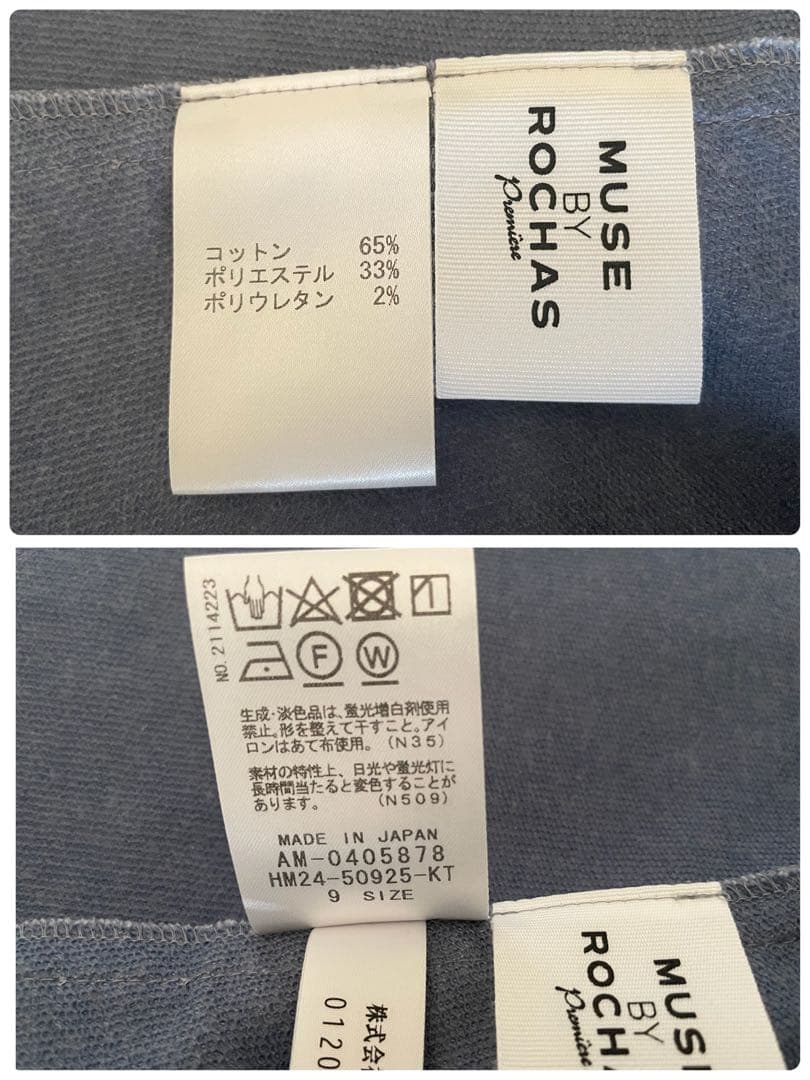 コットン 65%
ポリエステル 33%
ポリウレタン 2%
MUSE
BY
ROCHAS
Première
NO.2114223
F
W
生成・淡色品は、蛍光増白剤使用
禁止。形を整えて干すこと。アイ
ロンはあて布使用。(N35)
素材の特性上、日光や蛍光灯に
長時間当たると変色することが
あります。 (N509)
MADE IN JAPAN
AM-0405878
HM24-50925-KT
9 SIZE
株式会
0120
MUSE
BY
ROCHAS
Première